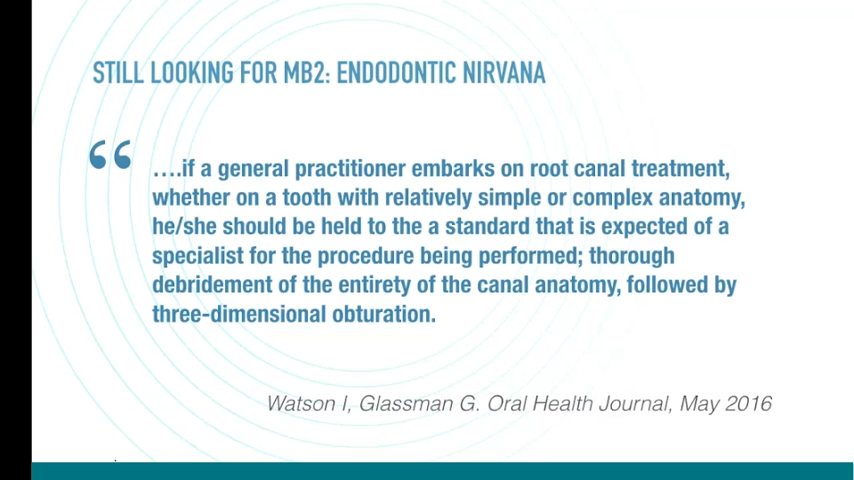 STILL LOOKING FOR MB2: ENDODONTIC NIRVANA
“
….if a general practitioner embarks on root canal treatment,
whether on a tooth with relatively simple or complex anatomy,
he/she should be held to the a standard that is expected of a
specialist for the procedure being performed; thorough
debridement of the entirety of the canal anatomy, followed by
three-dimensional obturation.
Watson I, Glassman G. Oral Health Journal, May 2016